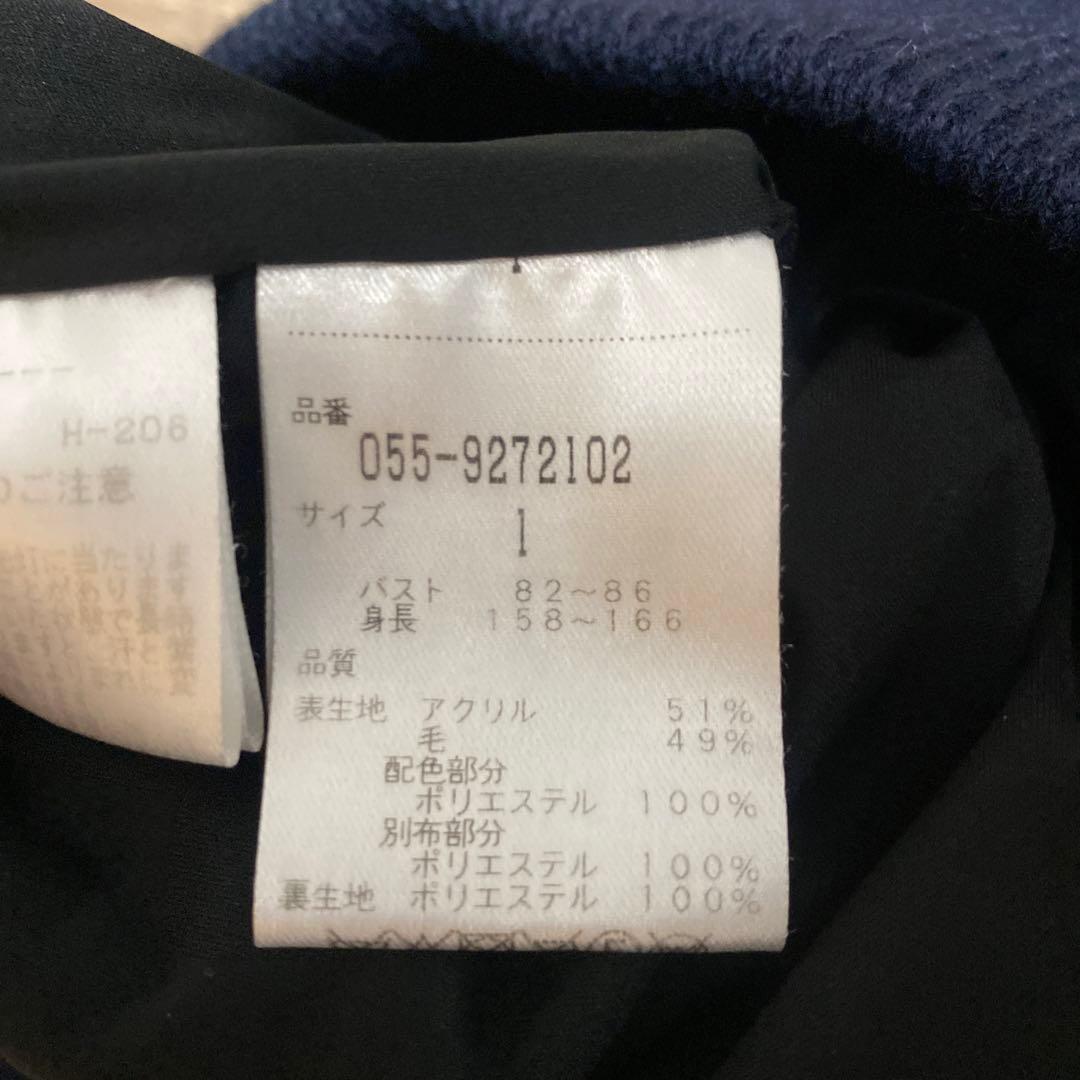 品番
055-9272102
サイズ
1
バスト 82～86
身長 158～166
品質
表生地 アクリル 51%
毛 49%
配色部分
ポリエステル 100%
別布部分
ポリエステル 100%
裏生地 ポリエステル 100%
H-206
ご注意